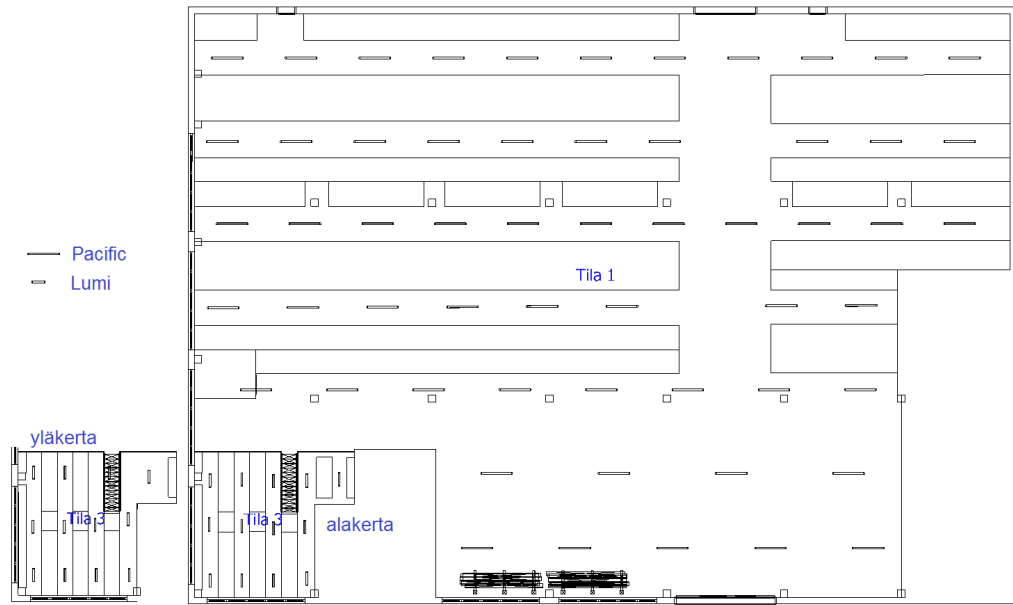 Pacific
Lumi
Tila 1
yläkerta
Tila 3
Tila 3
alakerta